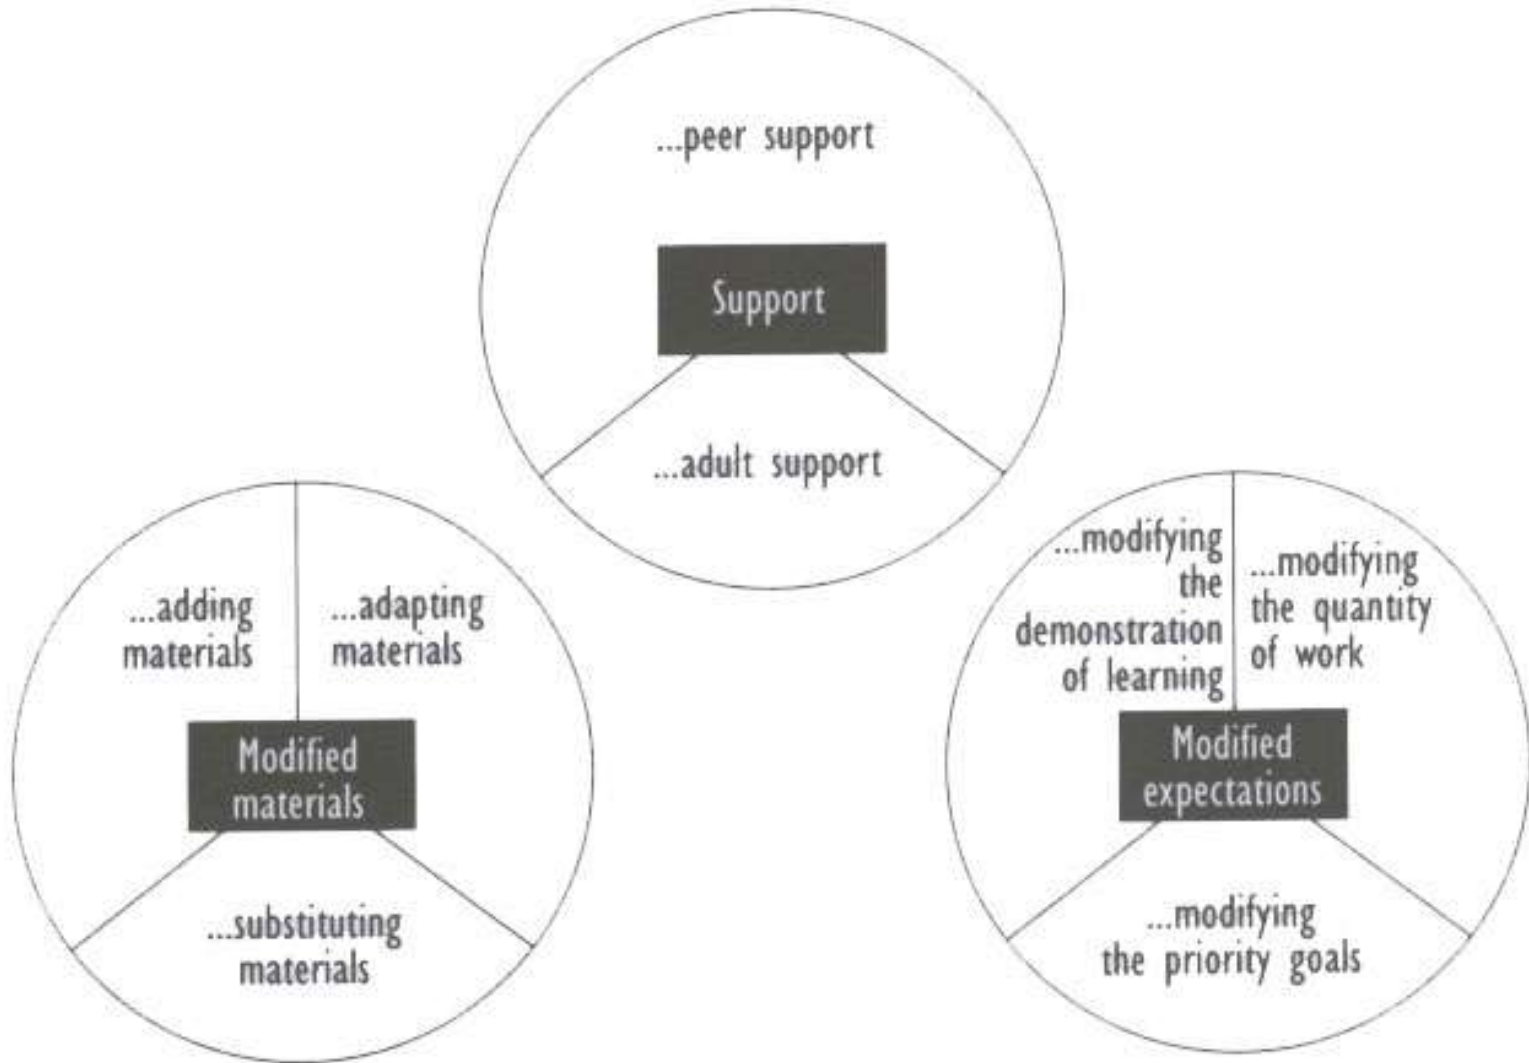 ...peer support
Support
...adult support
...adding
materials
...adapting
materials
Modified
materials
...substituting
materials
...modifying
the
demonstration
of learning
...modifying
the quantity
of work
Modified
expectations
...modifying
the priority goals